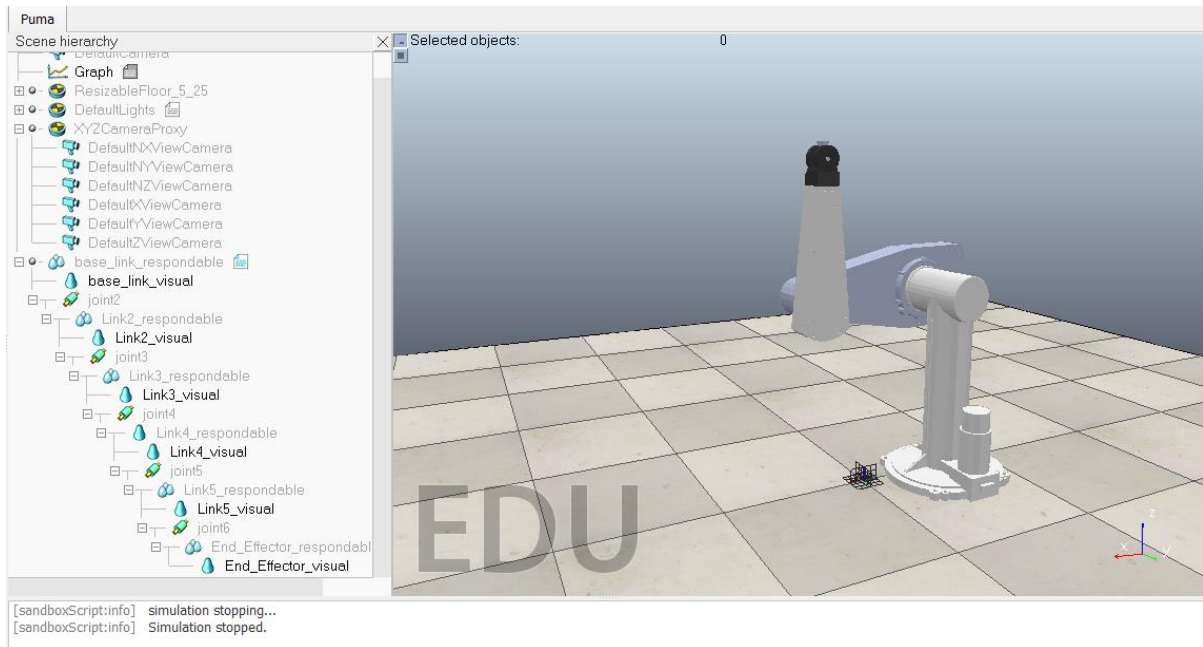 Puma
Scene hierarchy
Selected objects: 0
DefaultCamera
Graph
ResizableFloor_5_25
DefaultLights
XYZCameraProxy
DefaultNXViewCamera
DefaultNYViewCamera
DefaultNZViewCamera
DefaultXViewCamera
DefaultYViewCamera
DefaultZViewCamera
base_link_respondable
base_link_visual
joint2
Link2_respondable
Link2_visual
joint3
Link3_respondable
Link3_visual
joint4
Link4_respondable
Link4_visual
joint5
Link5_respondable
Link5_visual
joint6
End_Effector_respondabl
End_Effector_visual
EDU
z
x
y
[sandboxScript:info] simulation stopping...
[sandboxScript:info] Simulation stopped.